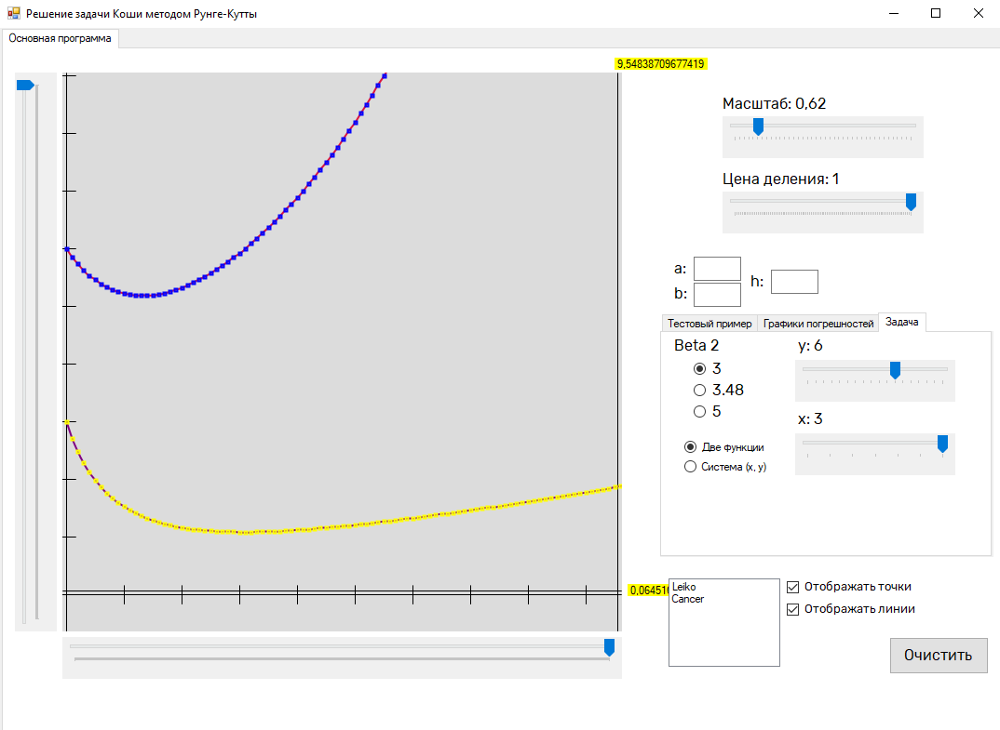 Решение задачи Коши методом Рунге-Кутты
Основная программа
9,54838709677419
Масштаб: 0,62
Цена деления: 1
a:
h:
b:
Тестовый пример
Графики погрешностей
Задача
Beta 2
3
3.48
5
Две функции
Система (x, y)
y: 6
x: 3
0,064516
Leiko
Cancer
Отображать точки
Отображать линии
Очистить